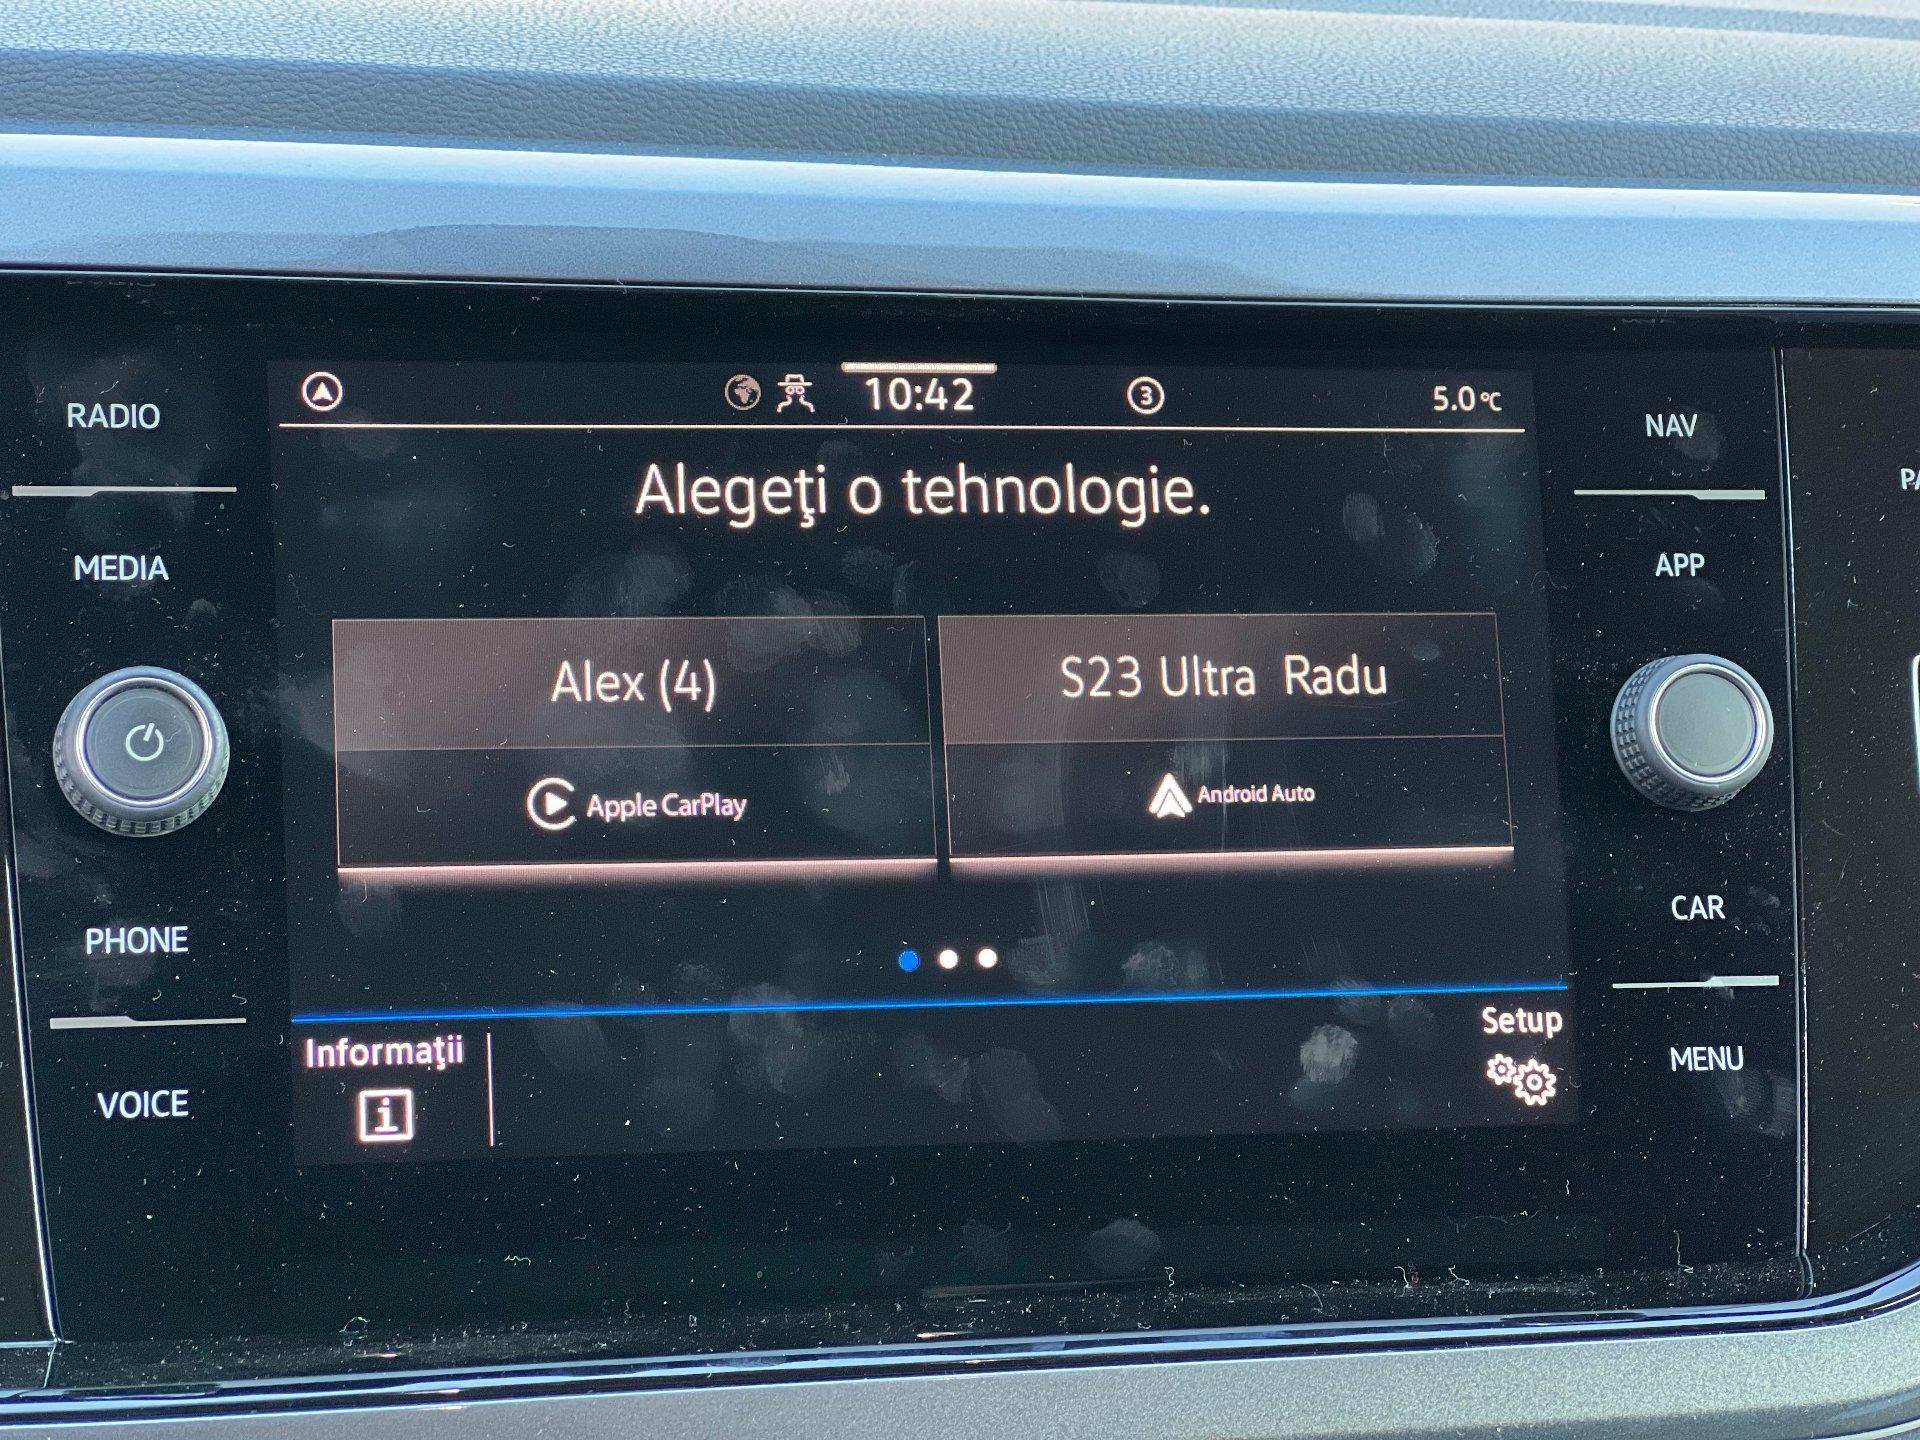 RADIO
MEDIA
PHONE
VOICE
10:42
3
5.0°C
Alegeţi o tehnologie.
Alex (4)
Apple CarPlay
S23 Ultra Radu
Android Auto
Informaţii
i
Setup
NAV
APP
CAR
MENU